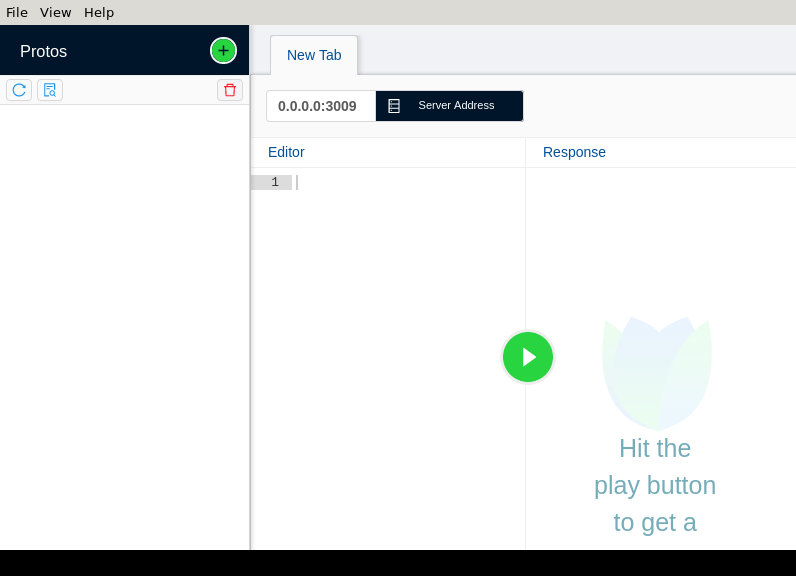 File View Help
Protos
New Tab
0.0.0.0:3009 Server Address
Editor Response
1
Hit the
play button
to get a